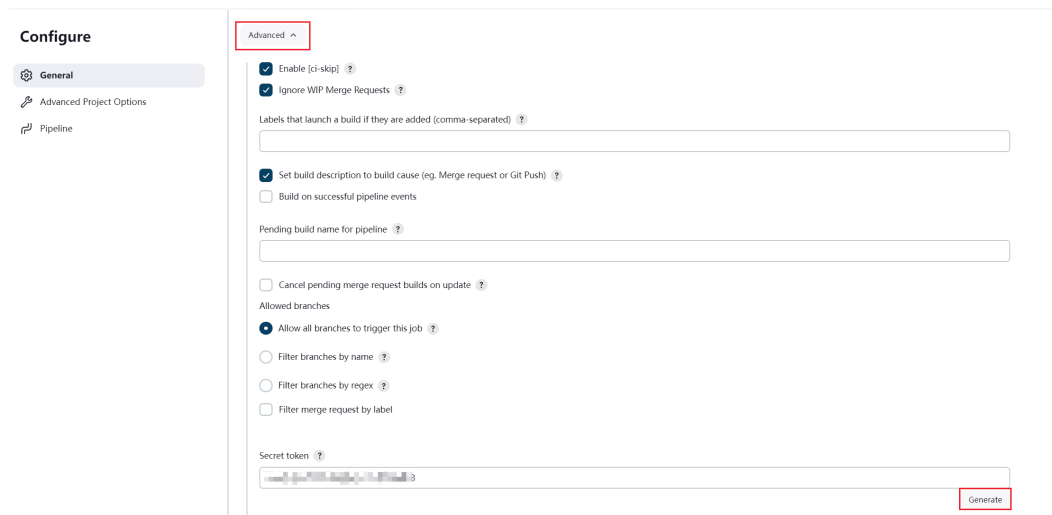 Configure
General
Advanced Project Options
Pipeline
Advanced
Enable [ci-skip] ?
Ignore WIP Merge Requests ?
Labels that launch a build if they are added (comma-separated) ?
Set build description to build cause (eg. Merge request or Git Push) ?
Build on successful pipeline events
Pending build name for pipeline ?
Cancel pending merge request builds on update ?
Allowed branches
Allow all branches to trigger this job ?
Filter branches by name ?
Filter branches by regex ?
Filter merge request by label
Secret token ?
Generate